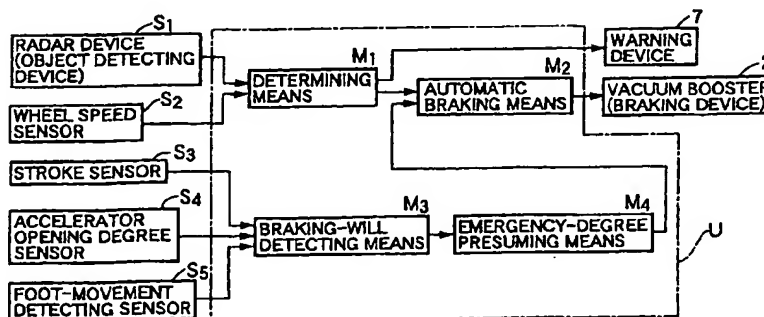 S1
RADAR DEVICE
(OBJECT DETECTING
DEVICE)
S2
WHEEL SPEED
SENSOR
S3
STROKE SENSOR
S4
ACCELERATOR
OPENING DEGREE
SENSOR
S5
FOOT-MOVEMENT
DETECTING SENSOR
M1
DETERMINING
MEANS
M2
AUTOMATIC
BRAKING MEANS
M3
BRAKING-WILL
DETECTING MEANS
M4
EMERGENCY-DEGREE
PRESUMING MEANS
7
WARNING
DEVICE
VACUUM BOOSTER
(BRAKING DEVICE)
U